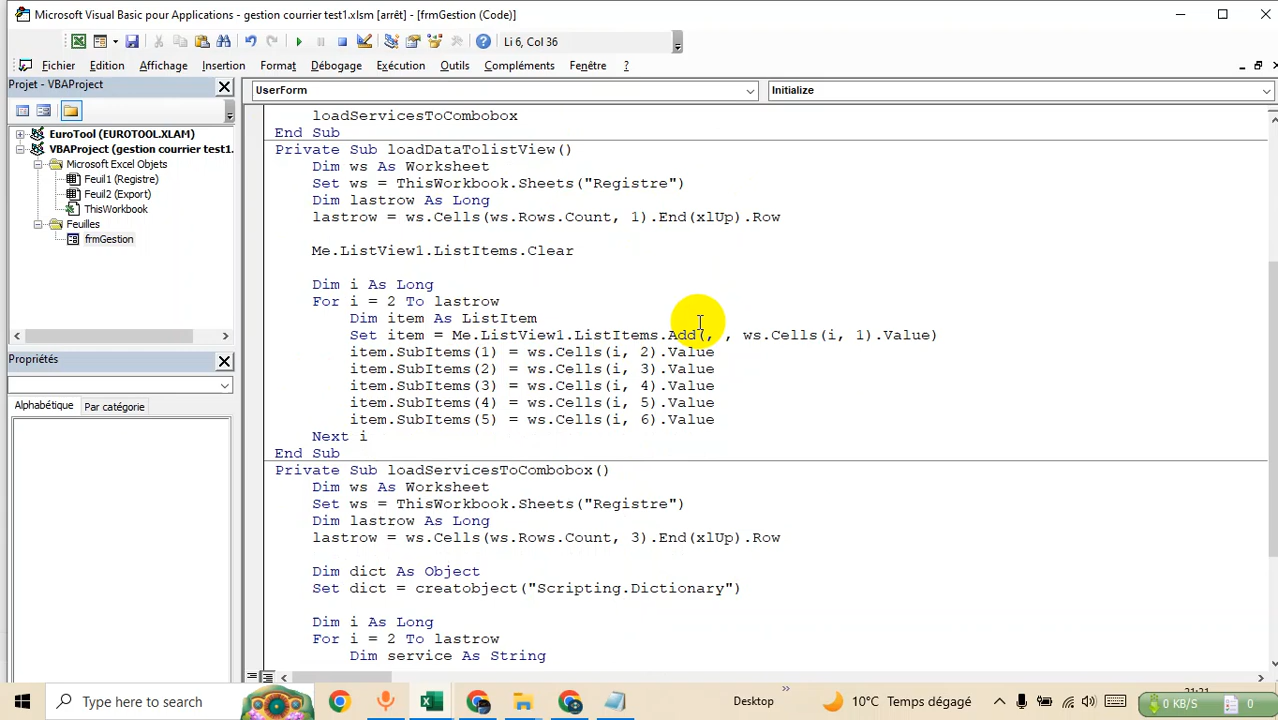 Microsoft Visual Basic pour Applications - gestion courrier test1.xlsm [arrêt] - [frmGestion (Code)]
Li 6, Col 36
Fichier Edition Affichage Insertion Format Débogage Exécution Outils Compléments Fenêtre ?
Projet - VBAProject
UserForm
Initialize
EuroTool (EUROTOOL.XLAM)
VBAProject (gestion courrier test1.
Microsoft Excel Objets
Feuil1 (Registre)
Feuil2 (Export)
ThisWorkbook
Feuilles
frmGestion
Propriétés
Alphabétique Par catégorie
loadServicesToCombobox
End Sub
Private Sub loadDataTolistView()
Dim ws As Worksheet
Set ws = ThisWorkbook.Sheets("Registre")
Dim lastrow As Long
lastrow = ws.Cells(ws.Rows.Count, 1).End(xlUp).Row
Me.ListView1.ListItems.Clear
Dim i As Long
For i = 2 To lastrow
Dim item As ListItem
Set item = Me.ListView1.ListItems.Add(, , ws.Cells(i, 1).Value)
item.SubItems(1) = ws.Cells(i, 2).Value
item.SubItems(2) = ws.Cells(i, 3).Value
item.SubItems(3) = ws.Cells(i, 4).Value
item.SubItems(4) = ws.Cells(i, 5).Value
item.SubItems(5) = ws.Cells(i, 6).Value
Next i
End Sub
Private Sub loadServicesToCombobox()
Dim ws As Worksheet
Set ws = ThisWorkbook.Sheets("Registre")
Dim lastrow As Long
lastrow = ws.Cells(ws.Rows.Count, 3).End(xlUp).Row
Dim dict As Object
Set dict = creatobject("Scripting.Dictionary")
Dim i As Long
For i = 2 To lastrow
Dim service As String
Type here to search
Desktop
10°C Temps dégagé
0 KB/S 0